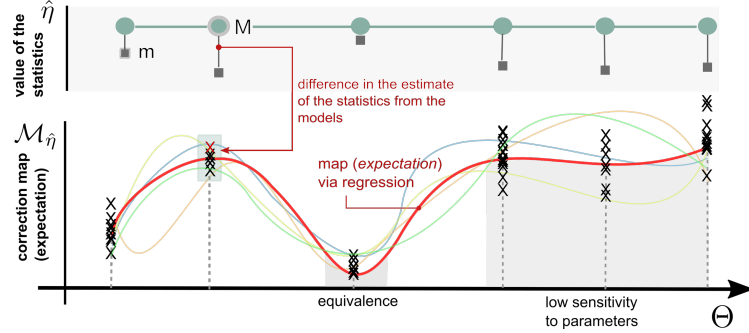 η̂
value of the
statistics
M
m
difference in the estimate
of the statistics from the
models
ℳ_η̂
correction map
(expectation)
map (expectation)
via regression
equivalence
low sensitivity
to parameters
Θ